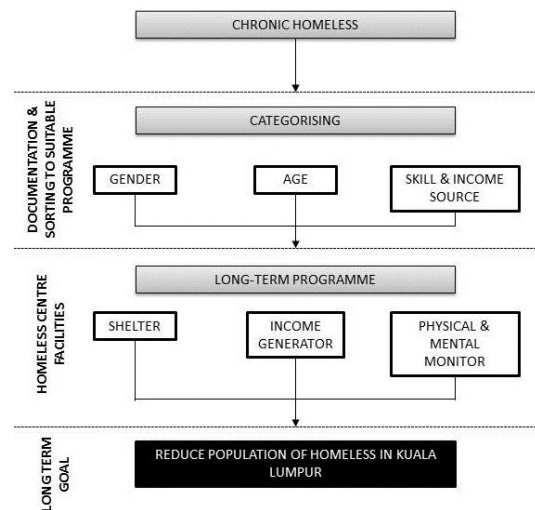 CHRONIC HOMELESS
DOCUMENTATION &
SORTING TO SUITABLE
PROGRAMME
CATEGORISING
GENDER
AGE
SKILL & INCOME
SOURCE
HOMELESS CENTRE
FACILITIES
LONG-TERM PROGRAMME
SHELTER
INCOME
GENERATOR
PHYSICAL &
MENTAL
MONITOR
LONG TERM
GOAL
REDUCE POPULATION OF HOMELESS IN KUALA
LUMPUR